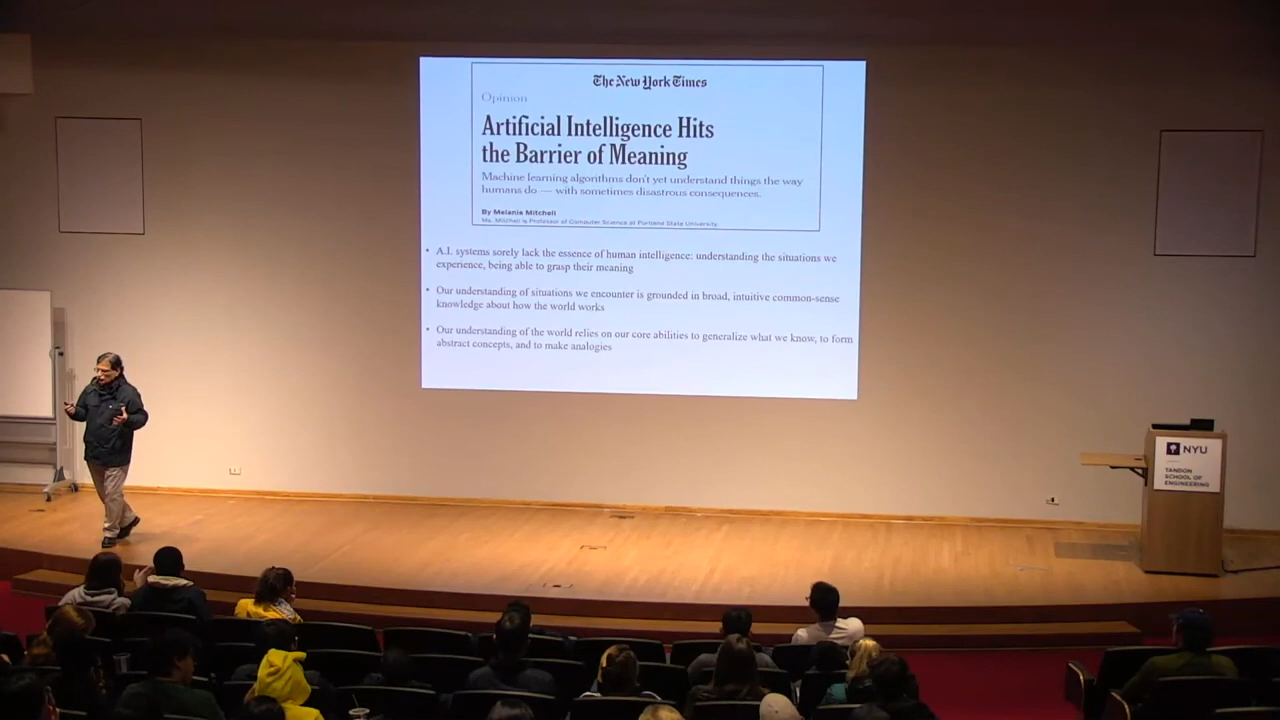 The New York Times
Opinion
Artificial Intelligence Hits
the Barrier of Meaning
Machine learning algorithms don't yet understand things the way
humans do — with sometimes disastrous consequences.
By Melanie Mitchell
Ms. Mitchell is Professor of Computer Science at Portland State University.
• A.I. systems sorely lack the essence of human intelligence: understanding the situations we
experience, being able to grasp their meaning
• Our understanding of situations we encounter is grounded in broad, intuitive common-sense
knowledge about how the world works
• Our understanding of the world relies on our core abilities to generalize what we know, to form
abstract concepts, and to make analogies
NYU
TANDON
SCHOOL OF
ENGINEERING